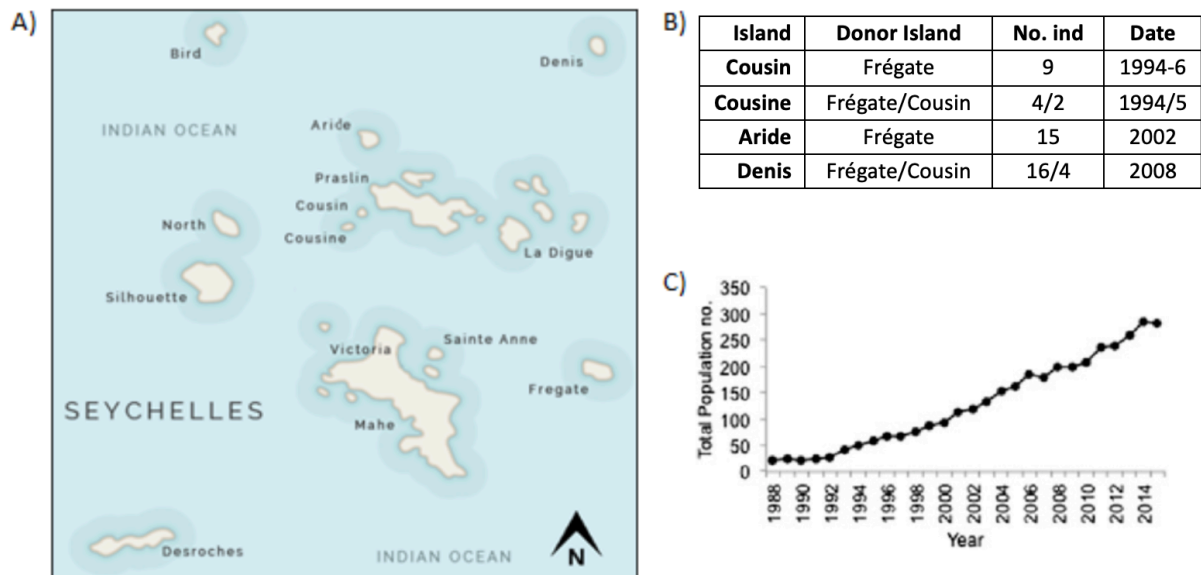 A)
Bird
Denis
INDIAN OCEAN
Aride
Praslin
Cousin
North
Cousine
La Digue
Silhouette
Sainte Anne
Victoria
Fregate
SEYCHELLES
Mahe
Desroches
INDIAN OCEAN
N
B)
Island Donor Island No. ind Date
Cousin Frégate 9 1994-6
Cousine Frégate/Cousin 4/2 1994/5
Aride Frégate 15 2002
Denis Frégate/Cousin 16/4 2008
C)
Total Population no.
350
300
250
200
150
100
50
0
1988 1990 1992 1994 1996 1998 2000 2002 2004 2006 2008 2010 2012 2014
Year